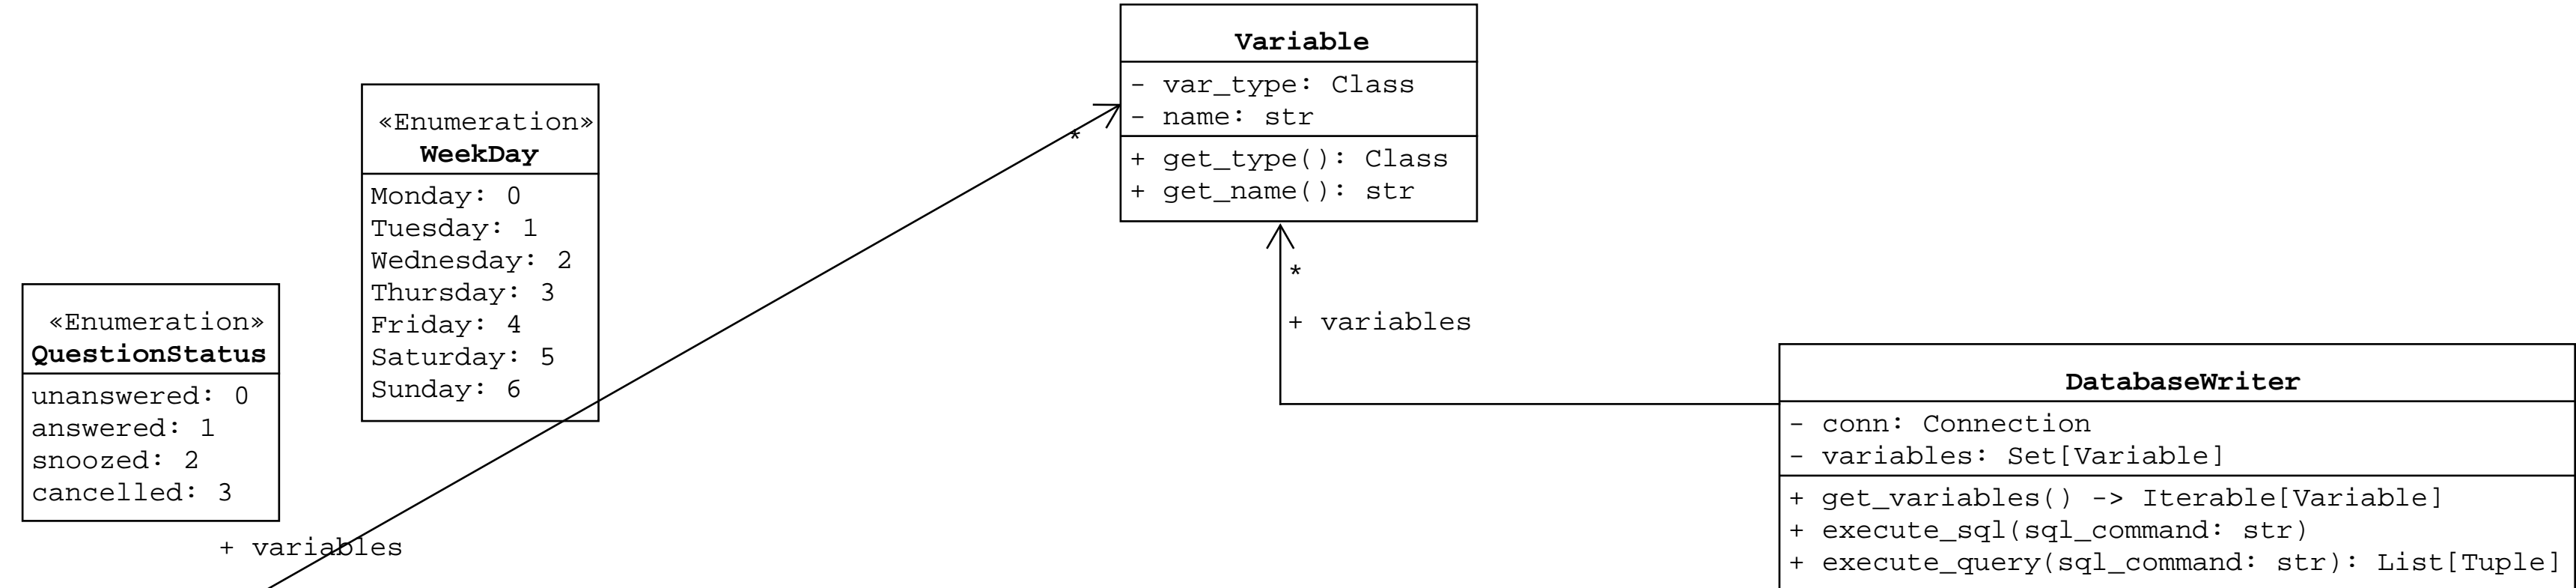 Variable
- var_type: Class
- name: str
+ get_type(): Class
+ get_name(): str
«Enumeration»
WeekDay
Monday: 0
Tuesday: 1
Wednesday: 2
Thursday: 3
Friday: 4
Saturday: 5
Sunday: 6
*
*
+ variables
«Enumeration»
QuestionStatus
unanswered: 0
answered: 1
snoozed: 2
cancelled: 3
+ variables
DatabaseWriter
- conn: Connection
- variables: Set[Variable]
+ get_variables() -> Iterable[Variable]
+ execute_sql(sql_command: str)
+ execute_query(sql_command: str): List[Tuple]